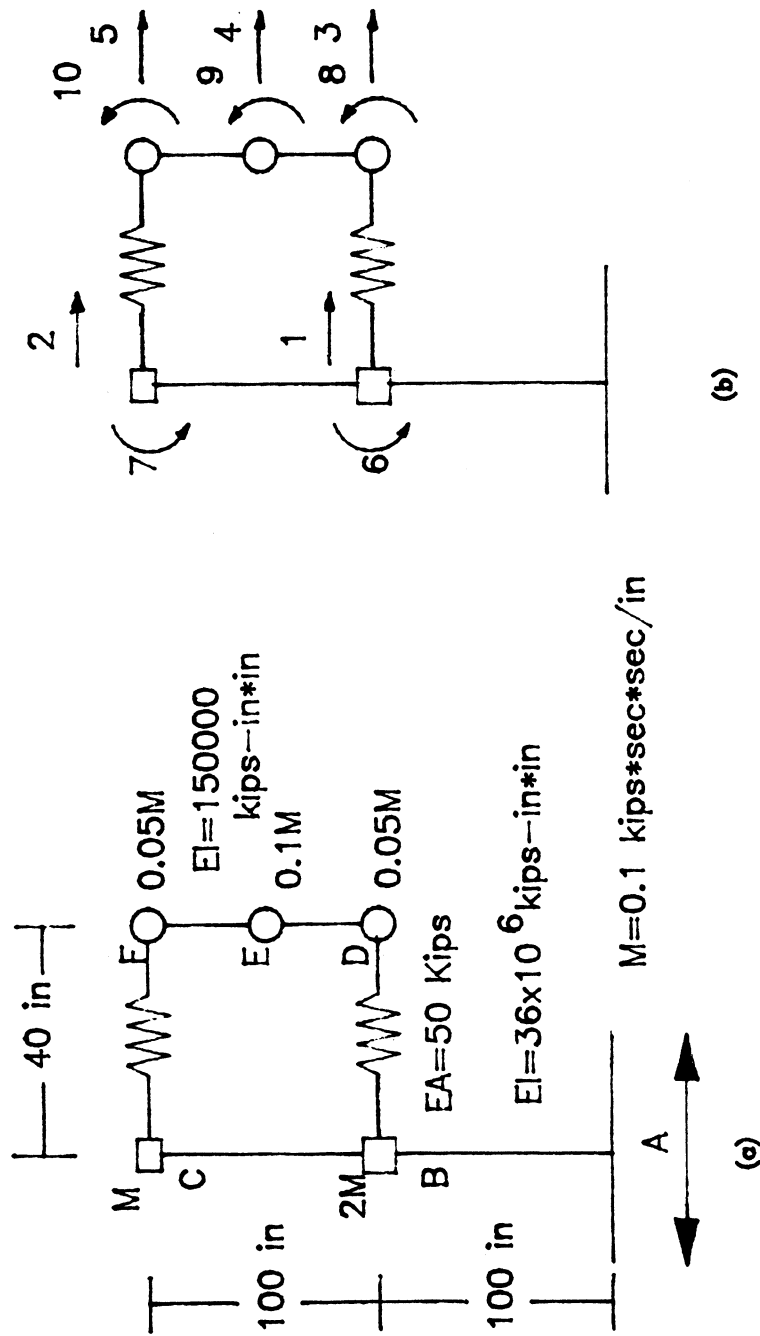 40 in
M
C
F
0.05M
EI=150000
kips-in*in
E
0.1M
100 in
2M
B
D
0.05M
EA=50 Kips
EI=36x10 6 kips-in*in
100 in
A
M=0.1 kips*sec*sec/in
(a)
2
10
5
7
9
4
1
8
3
6
(b)